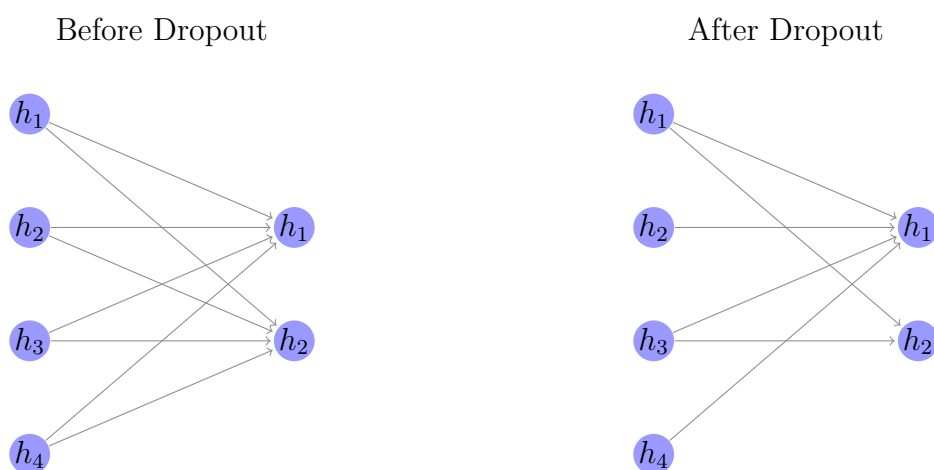 Before Dropout
h₁
h₂
h₃
h₄
h₁
h₂
After Dropout
h₁
h₂
h₃
h₄
h₁
h₂